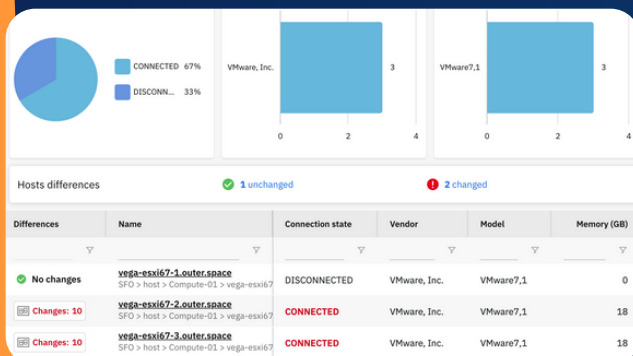 CONNECTED 67%
DISCONN... 33%
VMware, Inc.
3
0 2 4
VMware7,1
3
0 2 4
Hosts differences
1 unchanged
2 changed
Differences Name Connection state Vendor Model Memory (GB)
No changes vega-esxi67-1.outer.space DISCONNECTED VMware, Inc. VMware7,1 0
SFO > host > Compute-01 > vega-esxi67
Changes: 10 vega-esxi67-2.outer.space CONNECTED VMware, Inc. VMware7,1 18
SFO > host > Compute-01 > vega-esxi67
Changes: 10 vega-esxi67-3.outer.space CONNECTED VMware, Inc. VMware7,1 18
SFO > host > Compute-01 > vega-esxi67